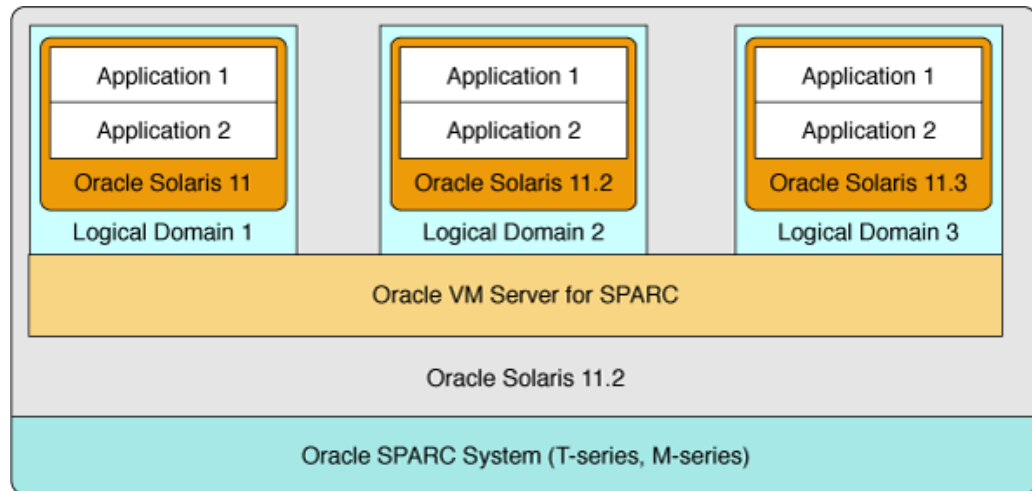 Application 1
Application 2
Oracle Solaris 11
Logical Domain 1
Application 1
Application 2
Oracle Solaris 11.2
Logical Domain 2
Application 1
Application 2
Oracle Solaris 11.3
Logical Domain 3
Oracle VM Server for SPARC
Oracle Solaris 11.2
Oracle SPARC System (T-series, M-series)